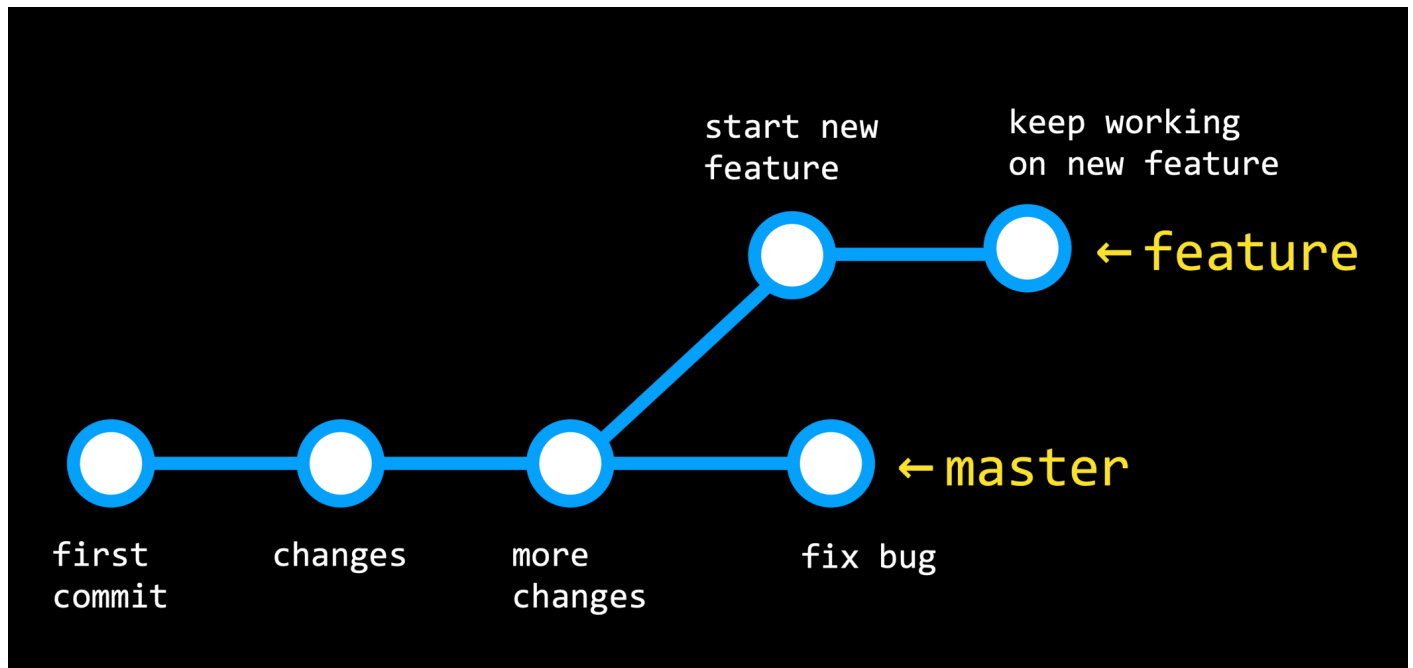 start new
feature
keep working
on new feature
← feature
← master
first
commit
changes
more
changes
fix bug